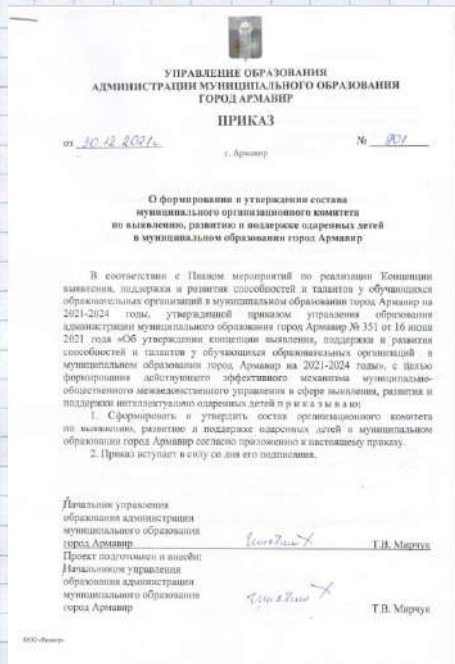 УПРАВЛЕНИЕ ОБРАЗОВАНИЯ
АДМИНИСТРАЦИИ МУНИЦИПАЛЬНОГО ОБРАЗОВАНИЯ
ГОРОД АРМАВИР
ПРИКАЗ
от 30.12.2021г. № 901
г. Армавир
О формировании и утверждении состава
муниципального организационного комитета
по выявлению, развитию и поддержке одаренных детей
в муниципальном образовании город Армавир
В соответствии с Планом мероприятий по реализации Концепции
выявления, поддержки и развития способностей и талантов у обучающихся
образовательных организаций в муниципальном образовании город Армавир на
2021-2024 годы, утвержденной приказом управления образования
администрации муниципального образования город Армавир № 351 от 16 июня
2021 года «Об утверждении концепции выявления, поддержки и развития
способностей и талантов у обучающихся образовательных организаций в
муниципальном образовании город Армавир на 2021-2024 годы», с целью
формирования действующего эффективного механизма муниципально-
общественного межведомственного управления в сфере выявления, развития и
поддержки интеллектуально одаренных детей п р и к а з ы в а ю:
1. Сформировать и утвердить состав организационного комитета
по выявлению, развитию и поддержке одаренных детей в муниципальном
образовании город Армавир согласно приложению к настоящему приказу.
2. Приказ вступает в силу со дня его подписания.
Начальник управления
образования администрации
муниципального образования
город Армавир Т.В. Мирчук
Проект подготовлен и внесён:
Начальником управления
образования администрации
муниципального образования
город Армавир Т.В. Мирчук